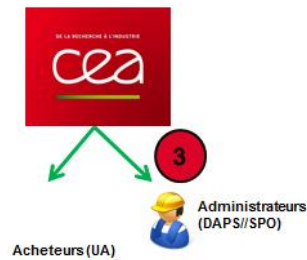 DE LA RECHERCHE À L'INDUSTRIE
cea
3
Administrateurs
(DAPS//SPO)
Acheteurs (UA)